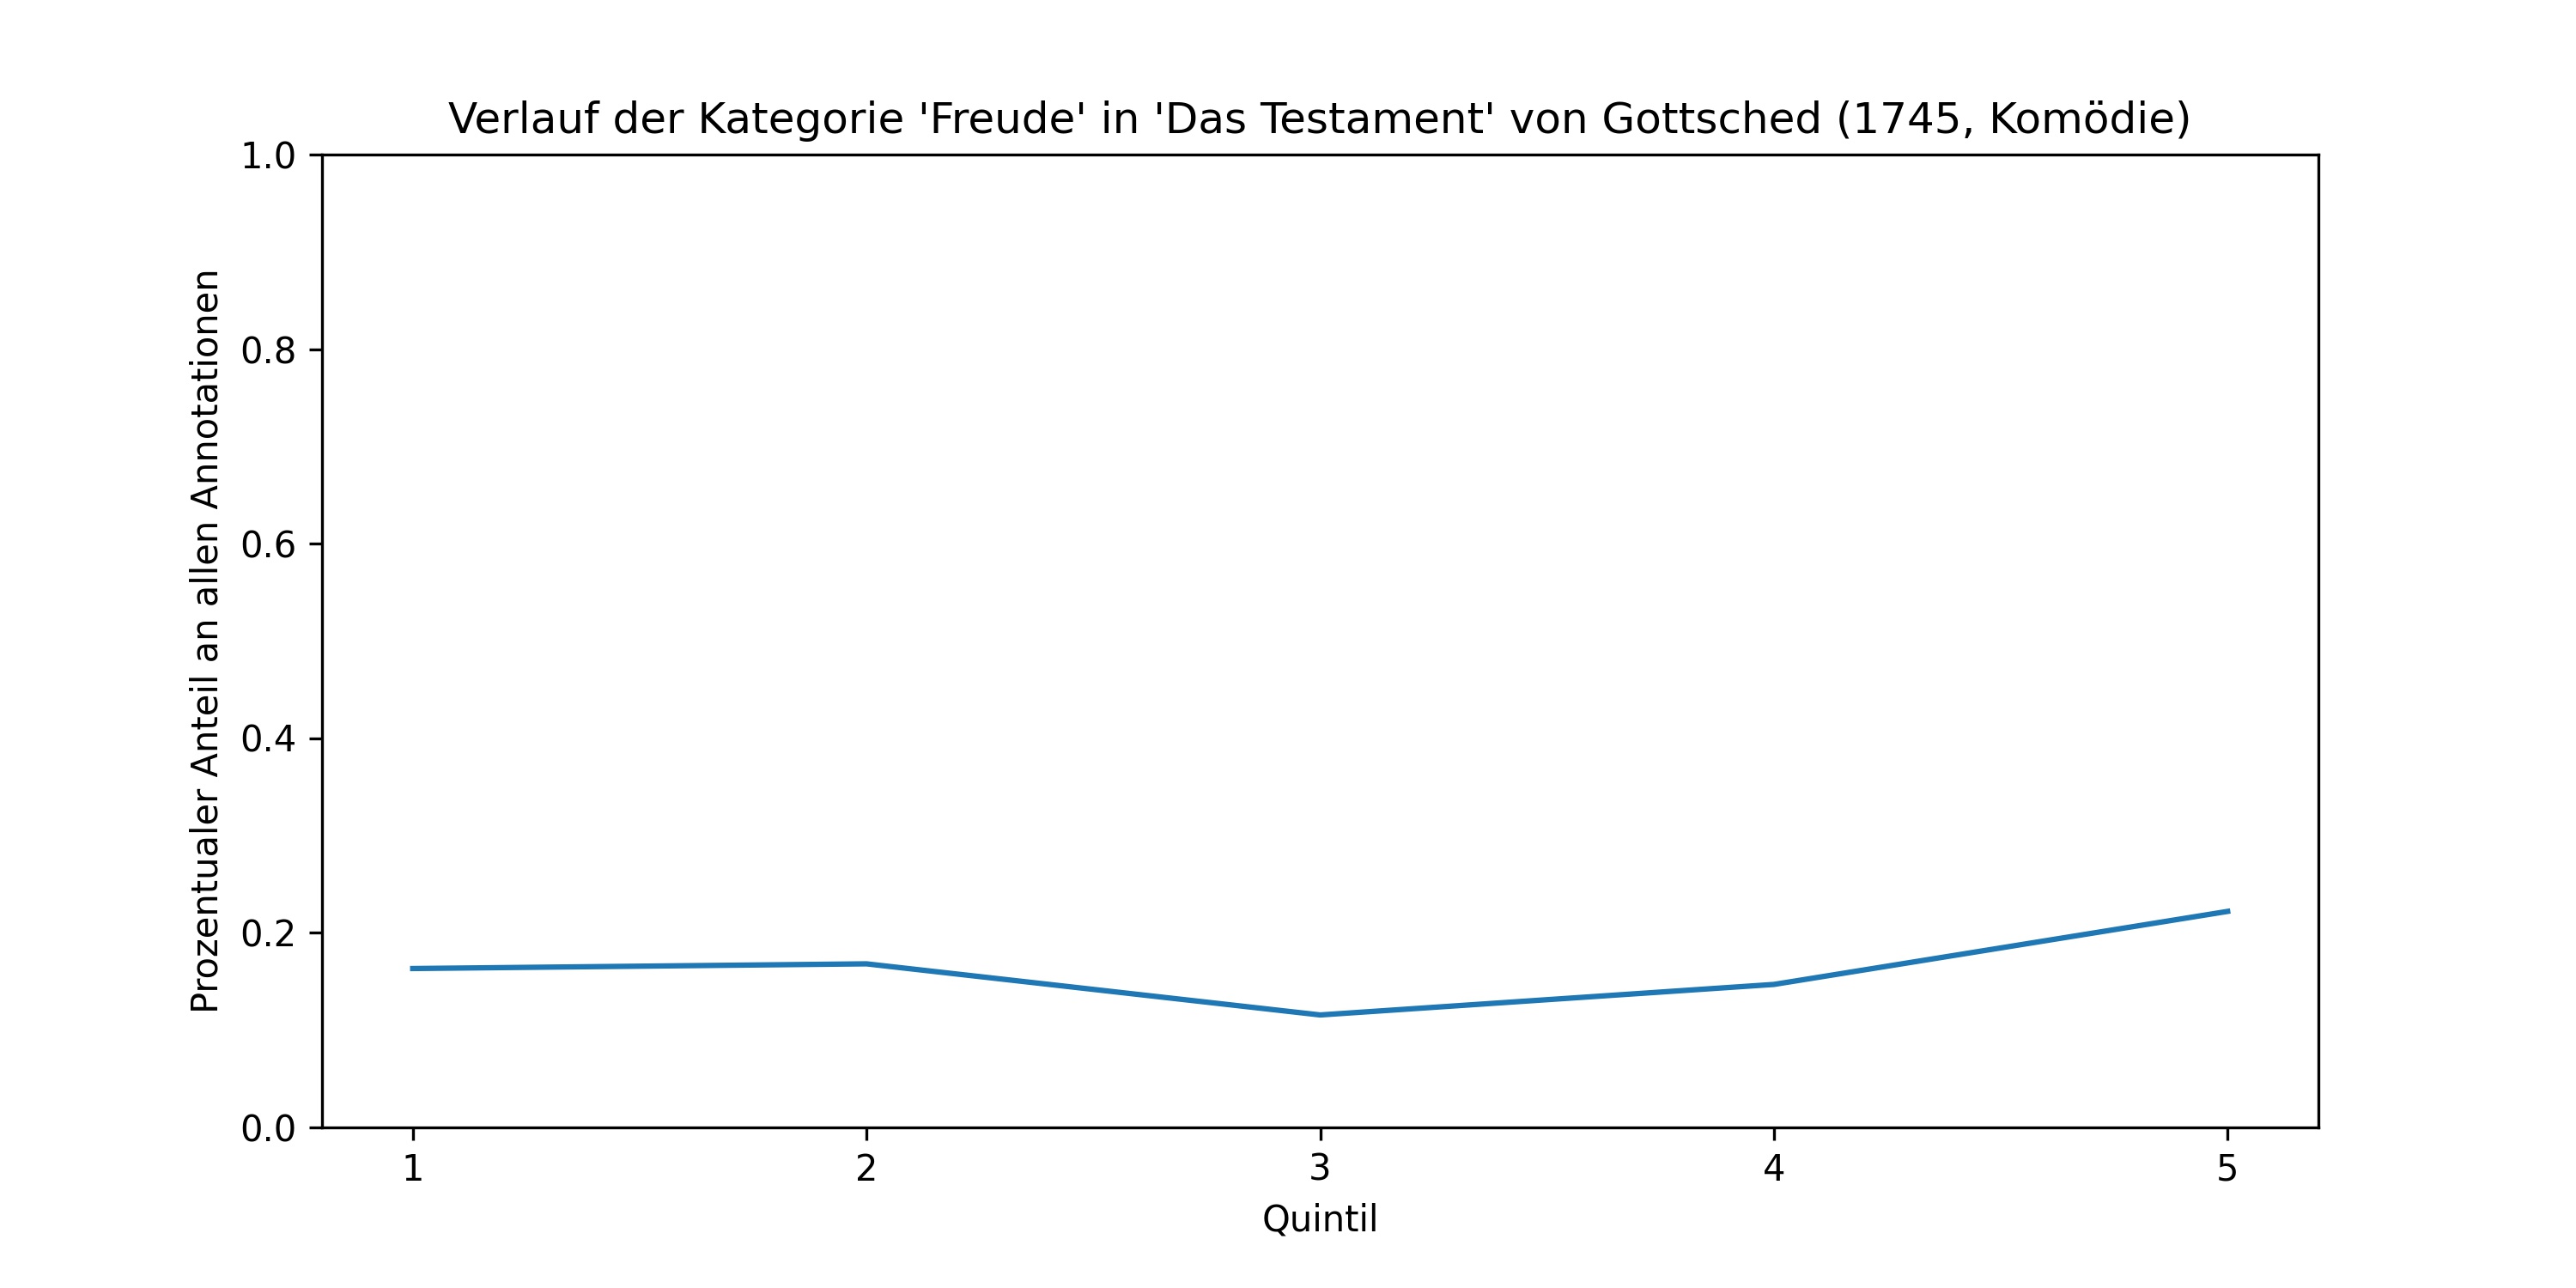 Verlauf der Kategorie 'Freude' in 'Das Testament' von Gottsched (1745, Komödie)
Prozentualer Anteil an allen Annotationen
1.0
0.8
0.6
0.4
0.2
0.0
1 2 3 4 5
Quintil